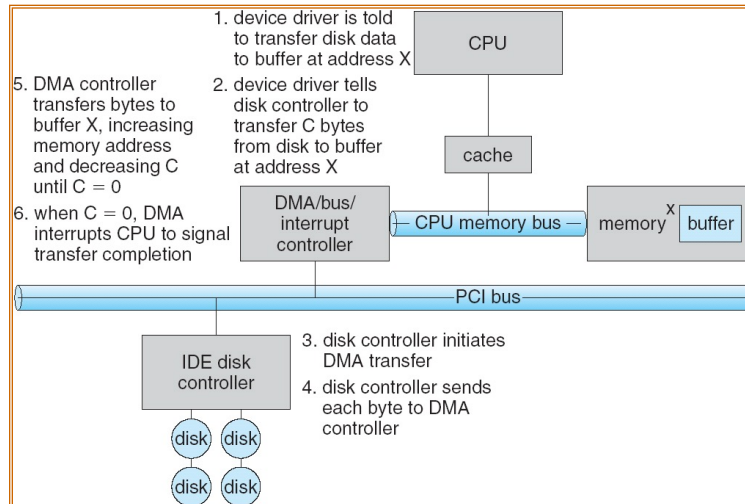 1. device driver is told
to transfer disk data
to buffer at address X
2. device driver tells
disk controller to
transfer C bytes
from disk to buffer
at address X
5. DMA controller
transfers bytes to
buffer X, increasing
memory address
and decreasing C
until C = 0
6. when C = 0, DMA
interrupts CPU to signal
transfer completion
CPU
cache
DMA/bus/
interrupt
controller
CPU memory bus
memory
X
buffer
PCI bus
IDE disk
controller
3. disk controller initiates
DMA transfer
4. disk controller sends
each byte to DMA
controller
disk
disk
disk
disk